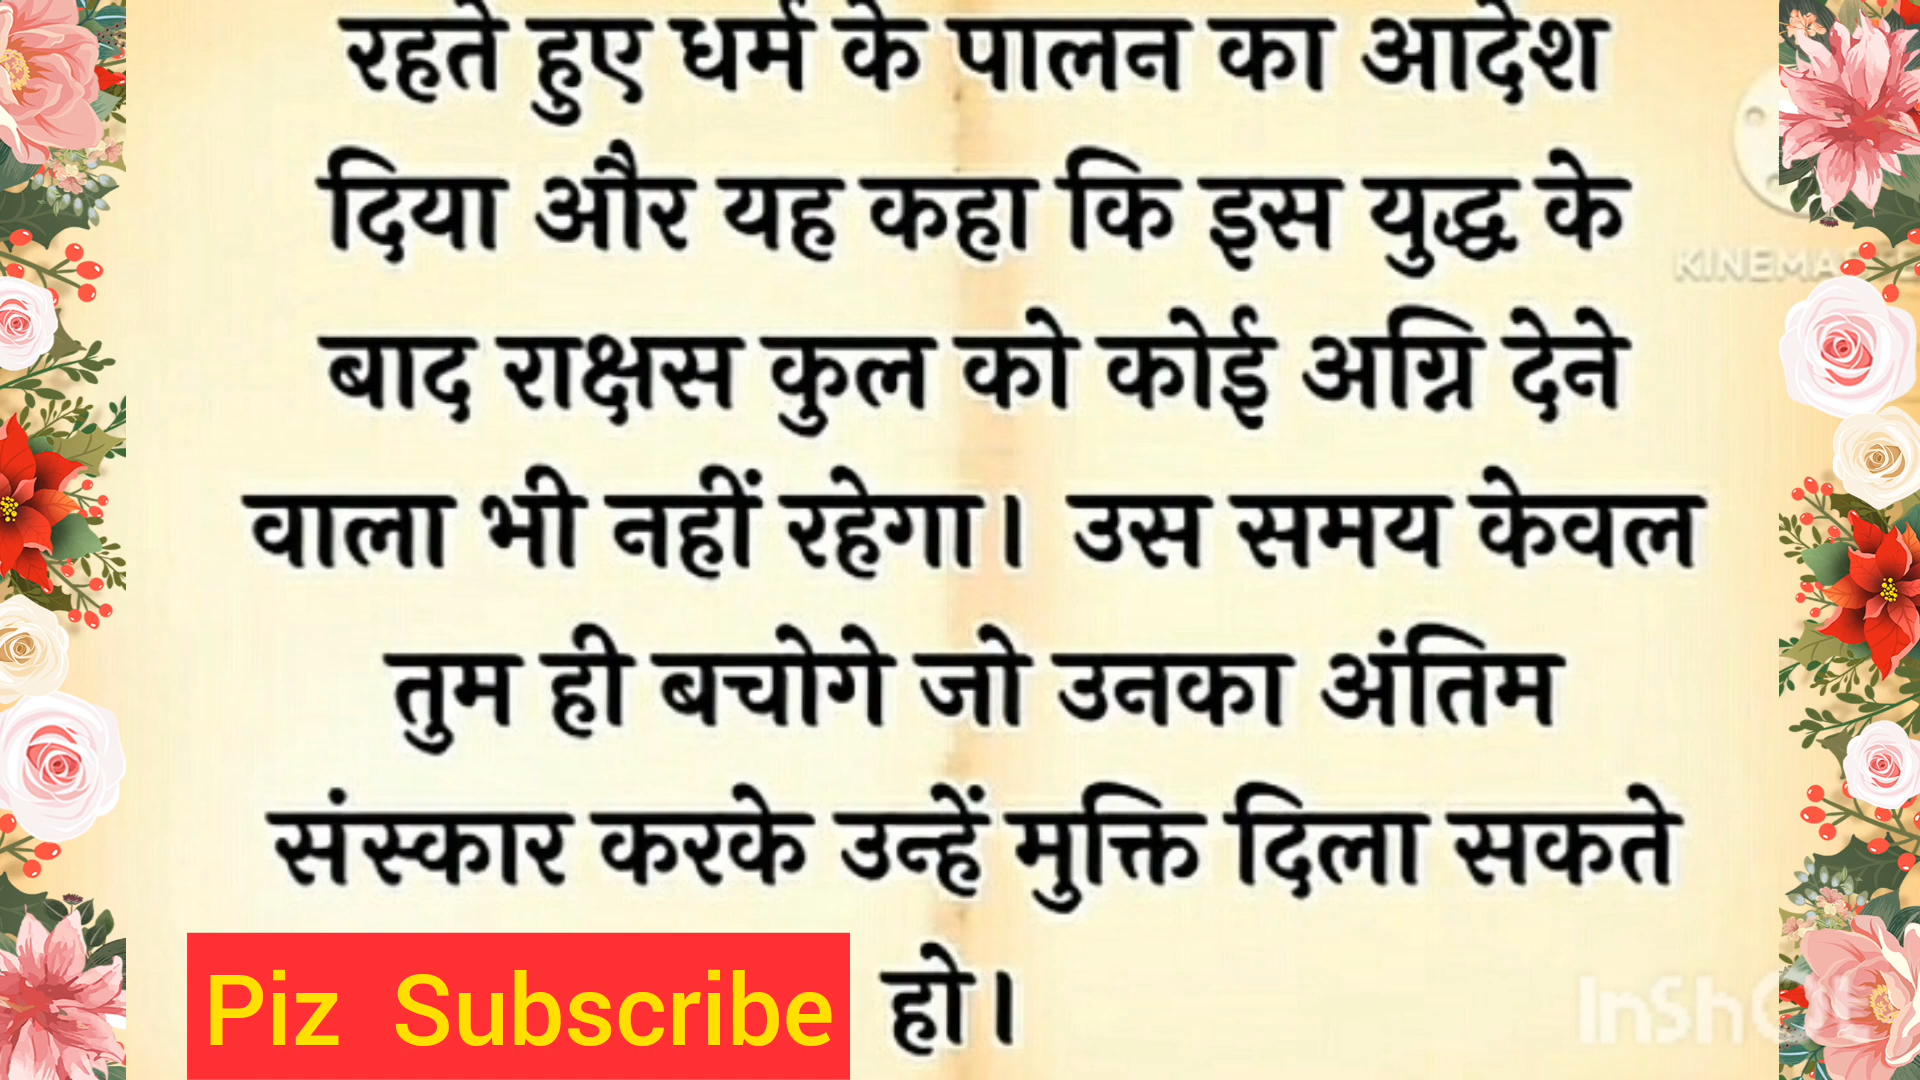 रहते हुए धर्म के पालन का आदेश
दिया और यह कहा कि इस युद्ध के
बाद राक्षस कुल को कोई अग्नि देने
वाला भी नहीं रहेगा। उस समय केवल
तुम ही बचोगे जो उनका अंतिम
संस्कार करके उन्हें मुक्ति दिला सकते
हो।
Piz Subscribe